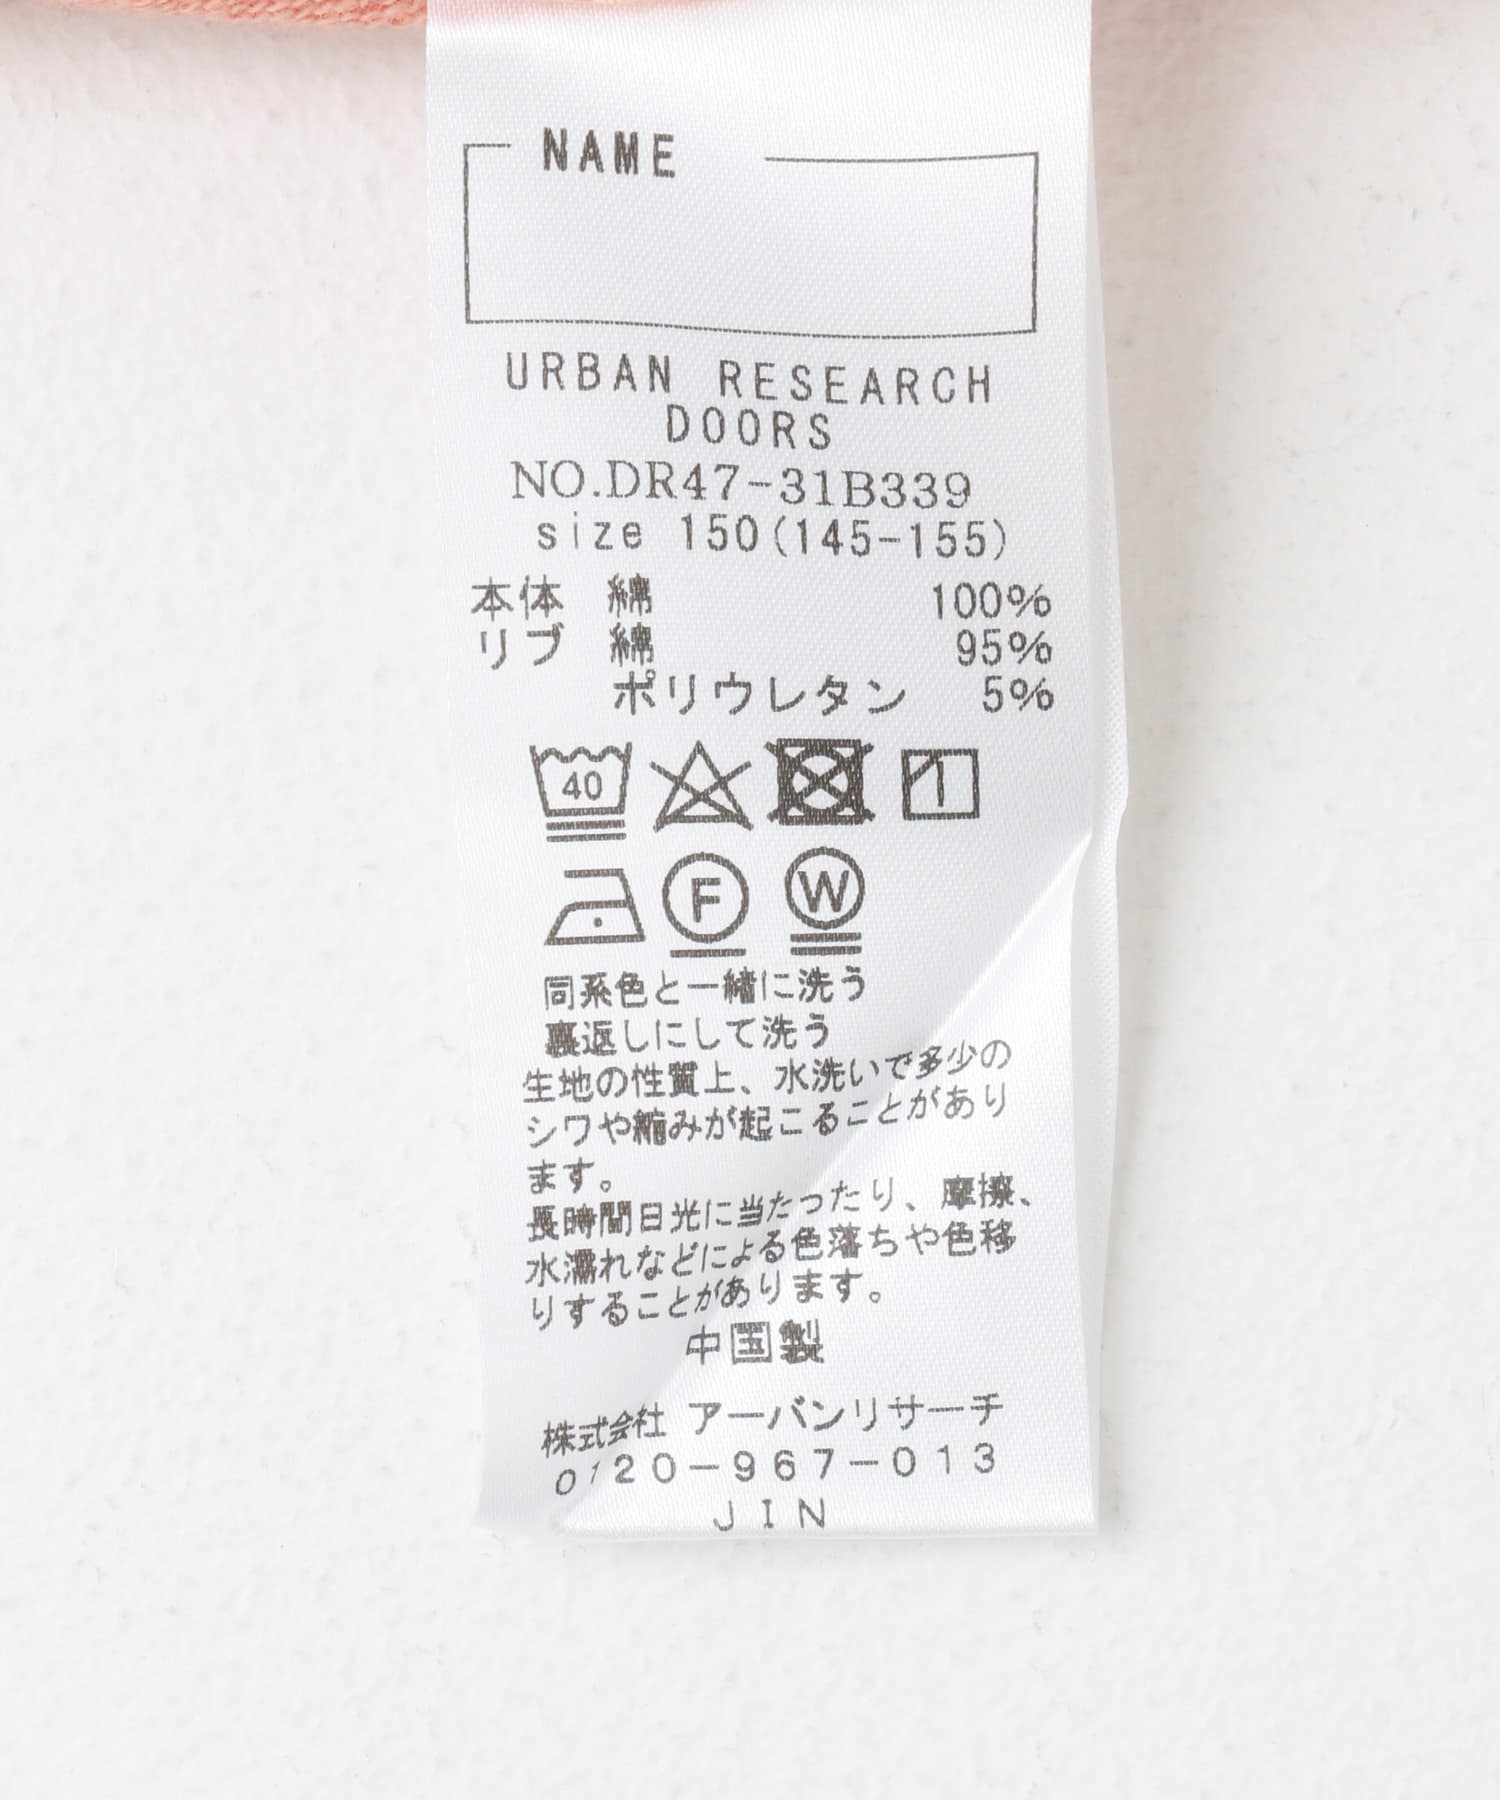 NAME
URBAN RESEARCH
DOORS
NO.DR47-31B339
size 150(145-155)
本体 綿 100%
リブ 綿 95%
ポリウレタン 5%
40
F W
同系色と一緒に洗う
裏返しにして洗う
生地の性質上、水洗いで多少の
シワや縮みが起こることがあり
ます。
長時間日光に当たったり、摩擦、
水濡れなどによる色落ちや色移
りすることがあります。
中国製
株式会社 アーバンリサーチ
0120-967-013
JIN